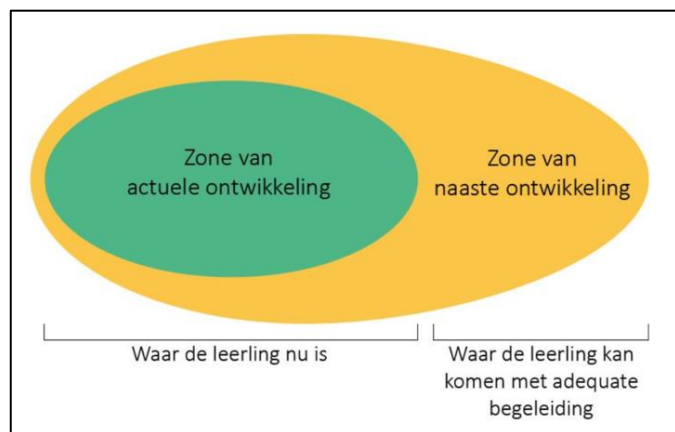 Zone van
actuele ontwikkeling
Zone van
naaste ontwikkeling
Waar de leerling nu is
Waar de leerling kan
komen met adequate
begeleiding